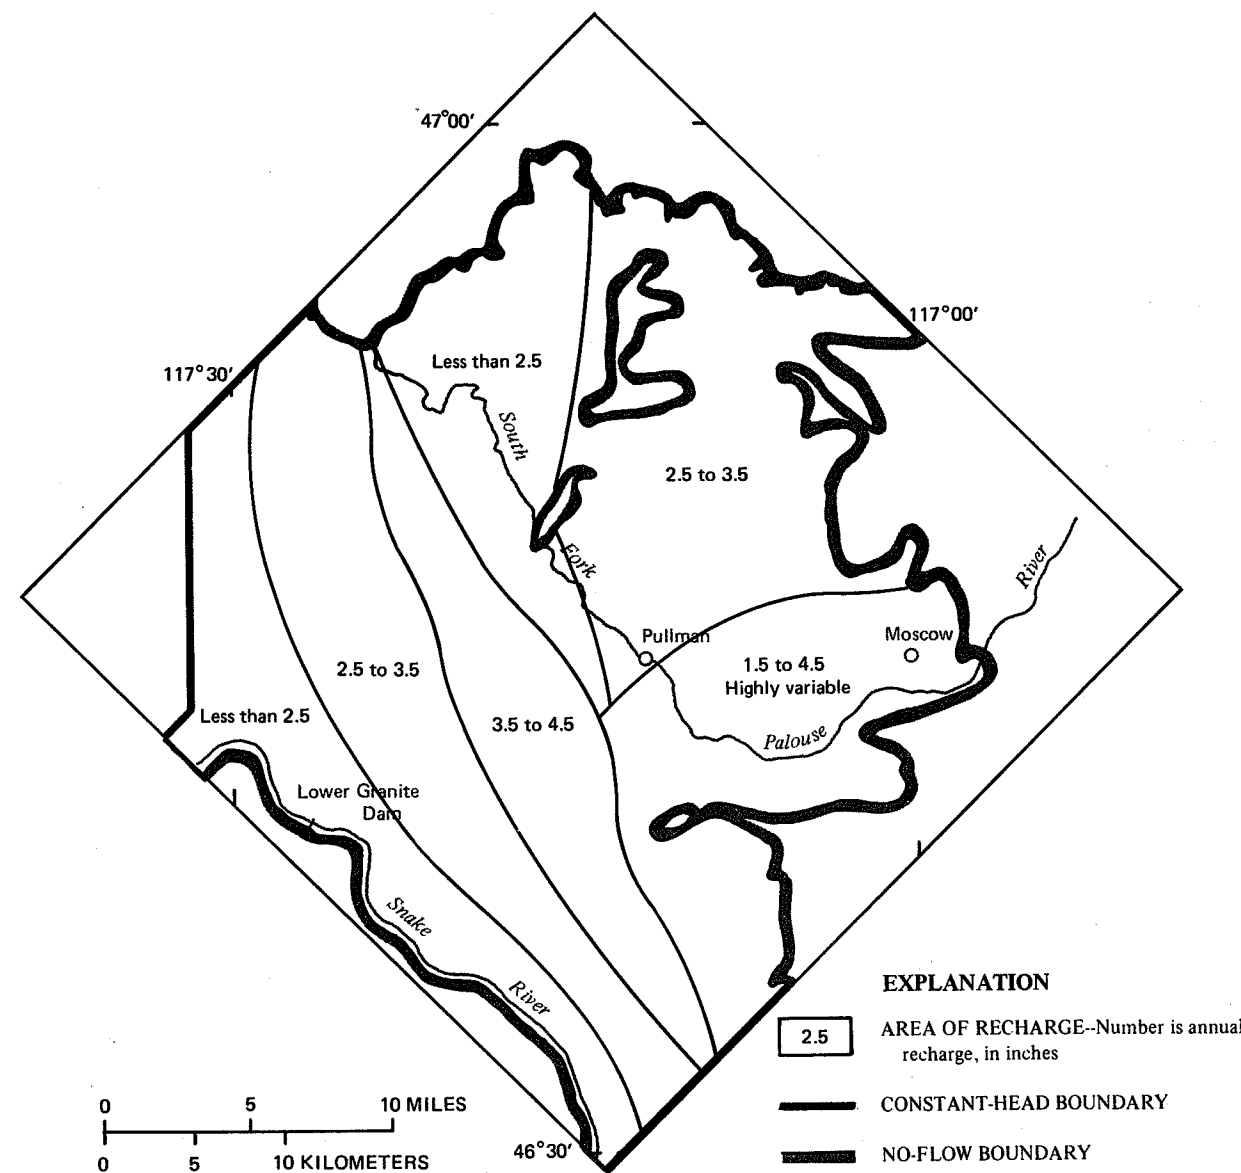 47°00'
117°00'
117°30'
Less than 2.5
South
2.5 to 3.5
Fork
River
Pullman
Moscow
1.5 to 4.5
Highly variable
2.5 to 3.5
Less than 2.5
3.5 to 4.5
Palouse
Lower Granite
Dam
Snake
River
EXPLANATION
2.5 AREA OF RECHARGE--Number is annual
recharge, in inches
CONSTANT-HEAD BOUNDARY
NO-FLOW BOUNDARY
0 5 10 MILES
0 5 10 KILOMETERS
46°30'